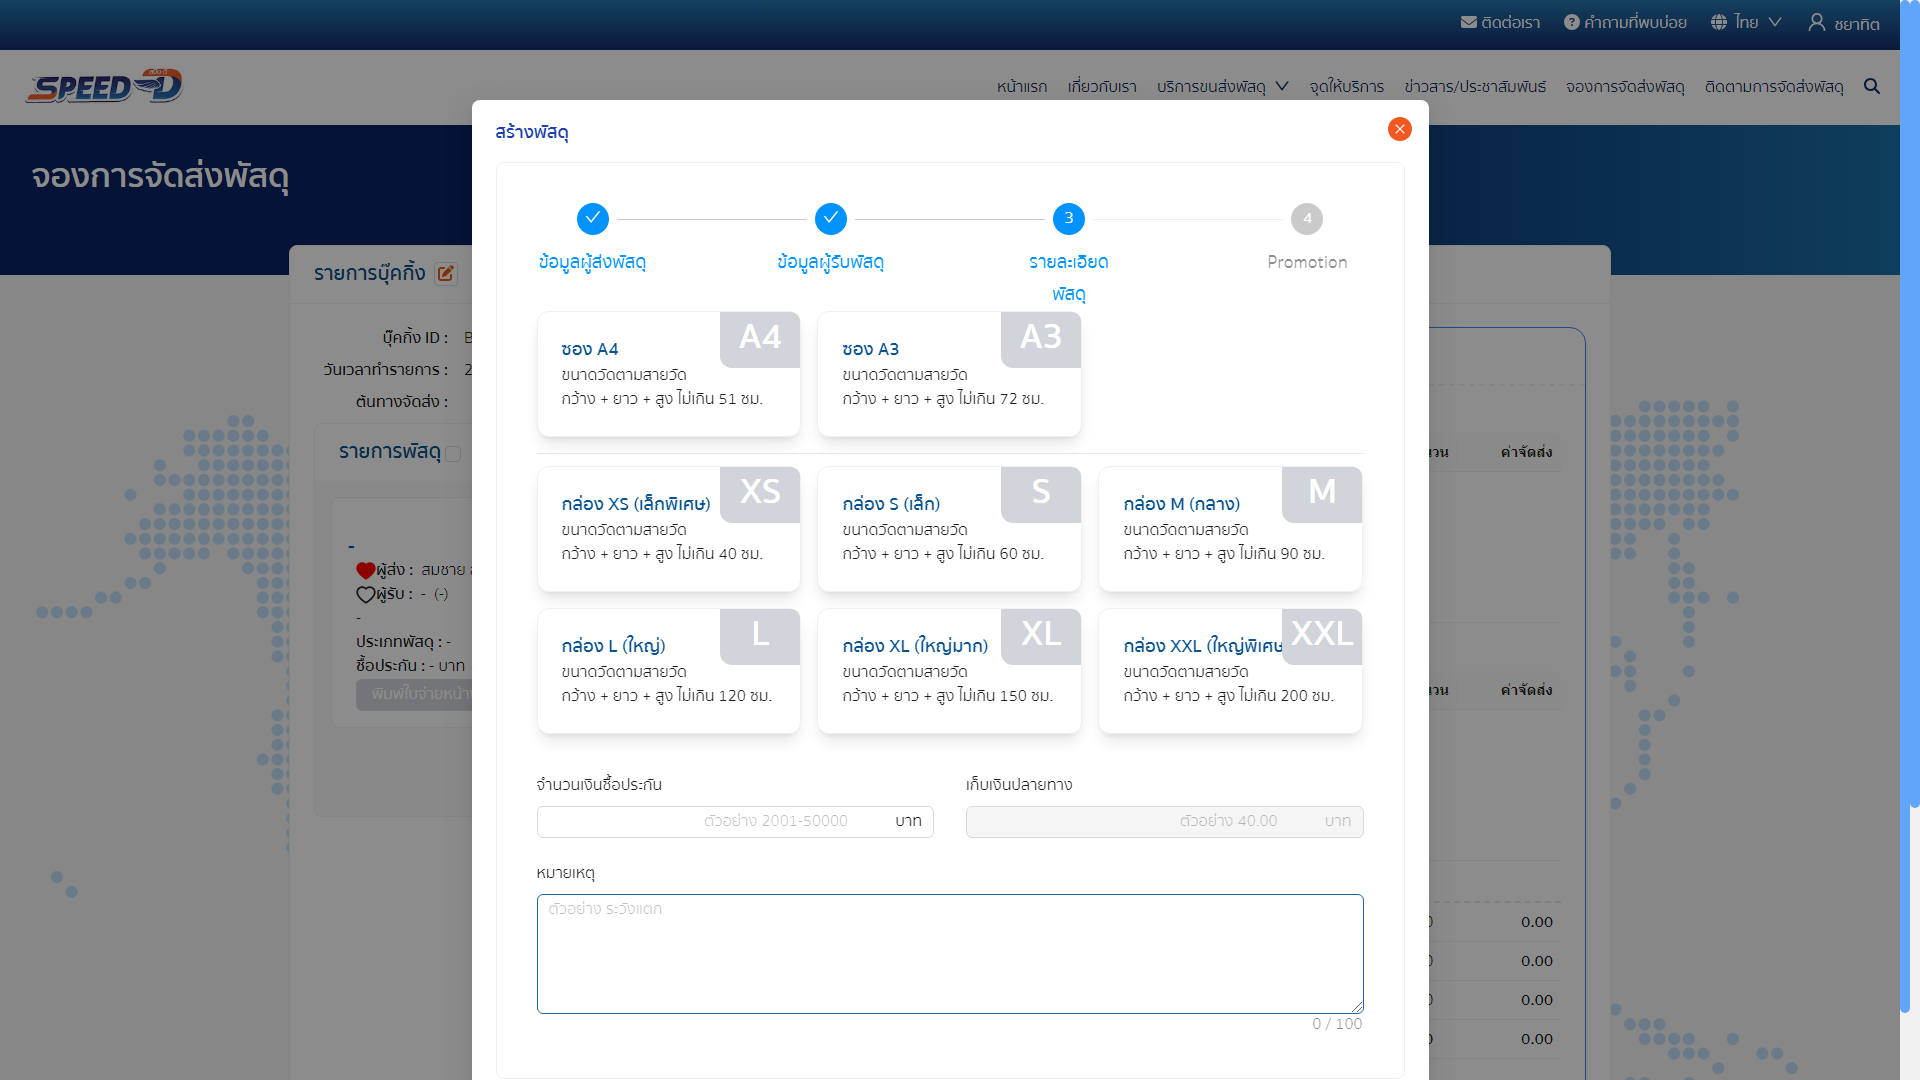 ติดต่อเรา คำถามที่พบบ่อย ไทย ชยาทิต
SPEED-D หน้าแรก เกี่ยวกับเรา บริการขนส่งพัสดุ จุดให้บริการ ข่าวสาร/ประชาสัมพันธ์ จองการจัดส่งพัสดุ ติดตามการจัดส่งพัสดุ
จองการจัดส่งพัสดุ
สร้างพัสดุ
3 4
ข้อมูลผู้ส่งพัสดุ ข้อมูลผู้รับพัสดุ รายละเอียด Promotion
พัสดุ
ซอง A4 A4
ขนาดวัดตามสายวัด
กว้าง + ยาว + สูง ไม่เกิน 51 ซม.
ซอง A3 A3
ขนาดวัดตามสายวัด
กว้าง + ยาว + สูง ไม่เกิน 72 ซม.
กล่อง XS (เล็กพิเศษ) XS
ขนาดวัดตามสายวัด
กว้าง + ยาว + สูง ไม่เกิน 40 ซม.
กล่อง S (เล็ก) S
ขนาดวัดตามสายวัด
กว้าง + ยาว + สูง ไม่เกิน 60 ซม.
กล่อง M (กลาง) M
ขนาดวัดตามสายวัด
กว้าง + ยาว + สูง ไม่เกิน 90 ซม.
กล่อง L (ใหญ่) L
ขนาดวัดตามสายวัด
กว้าง + ยาว + สูง ไม่เกิน 120 ซม.
กล่อง XL (ใหญ่มาก) XL
ขนาดวัดตามสายวัด
กว้าง + ยาว + สูง ไม่เกิน 150 ซม.
กล่อง XXL (ใหญ่พิเศษ XXL
ขนาดวัดตามสายวัด
กว้าง + ยาว + สูง ไม่เกิน 200 ซม.
จำนวนเงินซื้อประกัน เก็บเงินปลายทาง
ตัวอย่าง 2001-50000 บาท ตัวอย่าง 40.00 บาท
หมายเหตุ
ตัวอย่าง ระวังแตก
0 / 100
รายการบุ๊คกิ้ง
บุ๊คกิ้ง ID : B
วันเวลาทำรายการ : 2
ต้นทางจัดส่ง :
รายการพัสดุ
-
ผู้ส่ง : สมชาย
ผู้รับ : - (-)
-
ประเภทพัสดุ : -
ซื้อประกัน : - บาท
พิมพ์ใบจ่ายหน้า
ค่าจัดส่ง
ค่าจัดส่ง
0.00
0.00
0.00
0.00